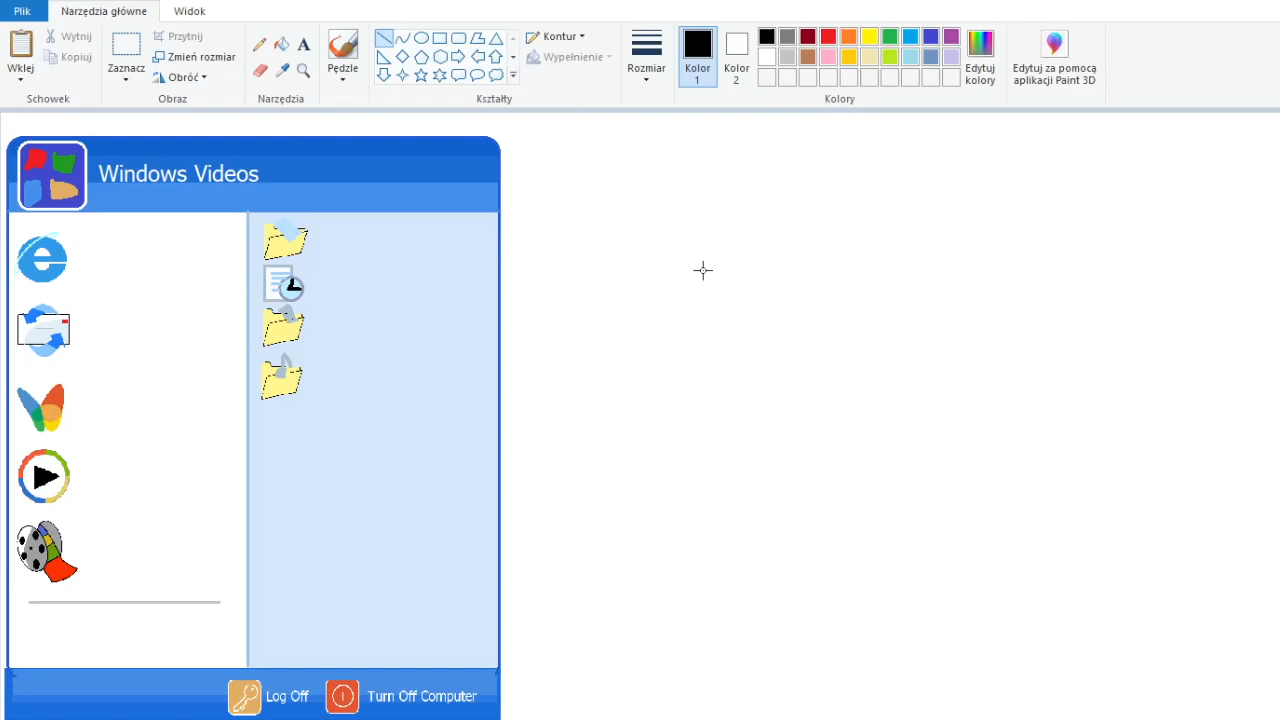 Plik Narzędzia główne Widok
Wklej
Wytnij
Kopiuj
Schowek
Zaznacz
Przytnij
Zmień rozmiar
Obróć
Obraz
A
Narzędzia
Pędzle
Kształty
Kontur
Wypełnienie
Rozmiar
Kolor
1
Kolor
2
Kolory
Edytuj
kolory
Edytuj za pomocą
aplikacji Paint 3D
Windows Videos
Log Off Turn Off Computer